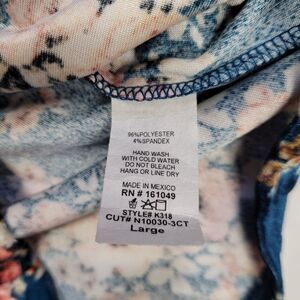 96%POLYESTER
4%SPANDEX
HAND WASH
WITH COLD WATER
DO NOT BLEACH
HANG OR LINE DRY
MADE IN MEXICO
RN # 161049
STYLE# K318
CUT# N10030-3CT
Large